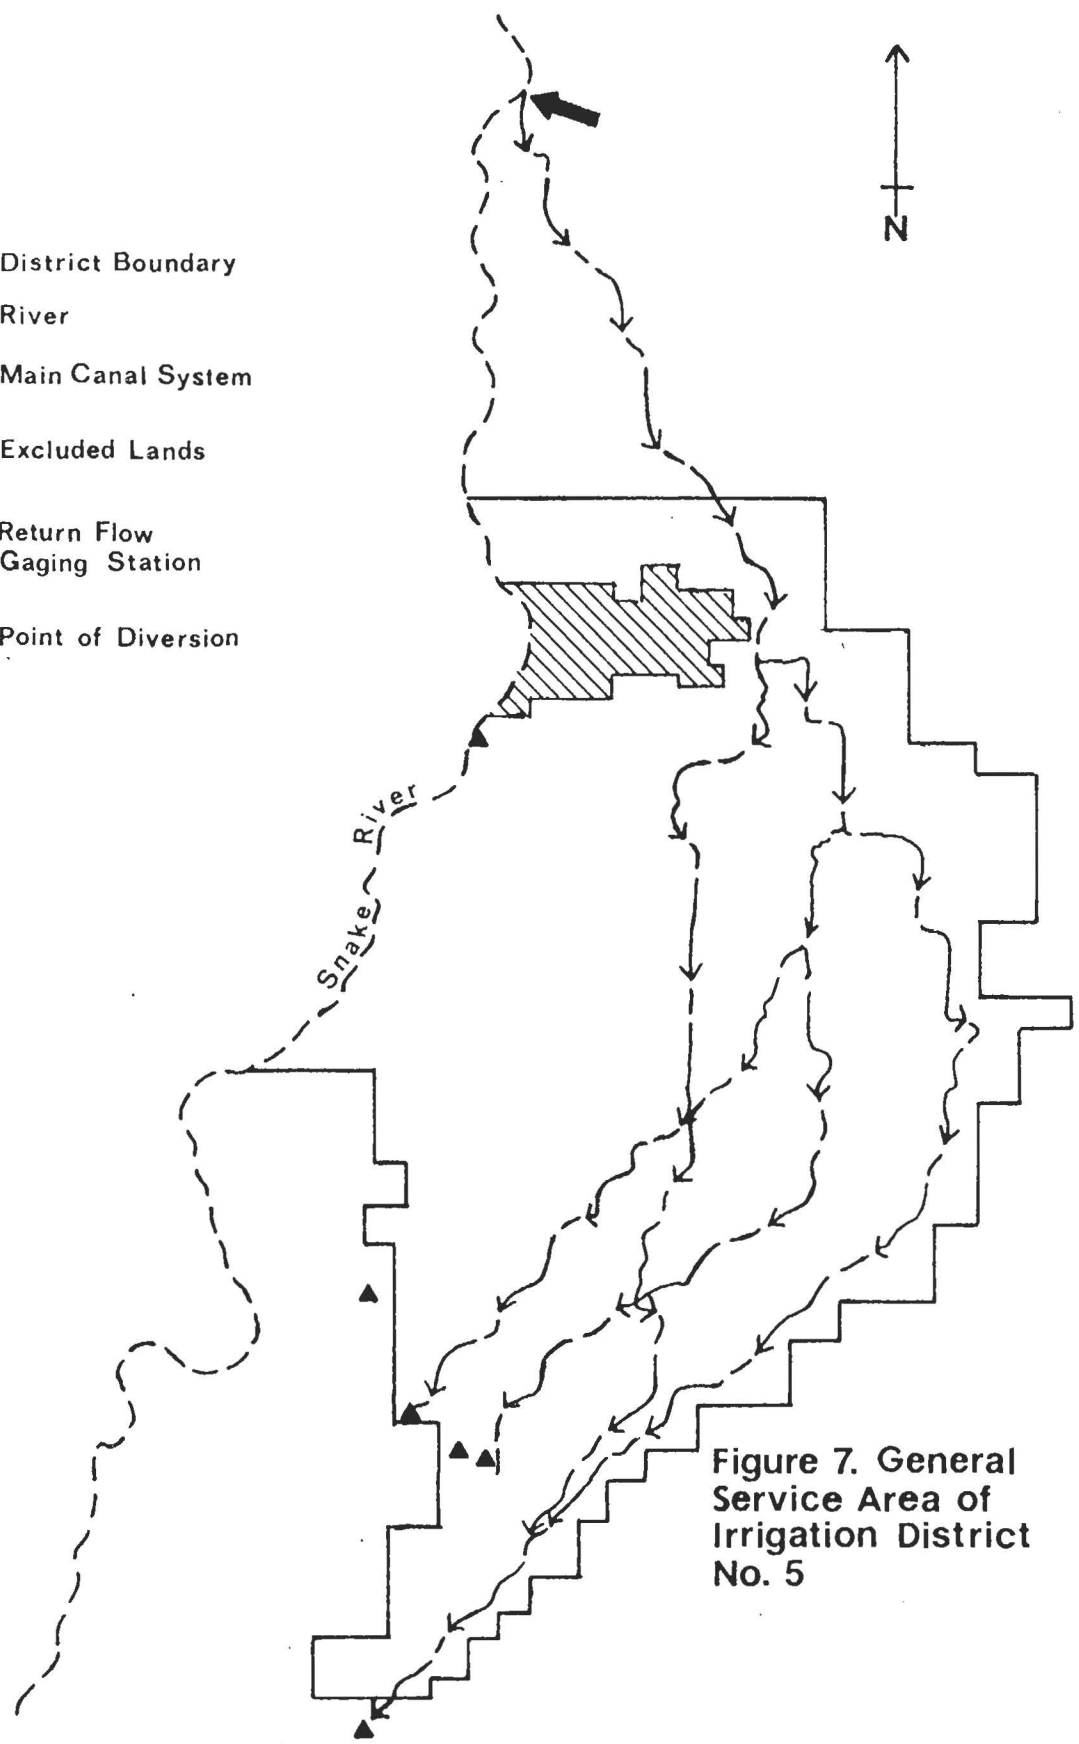 N
District Boundary
River
Main Canal System
Excluded Lands
Return Flow
Gaging Station
Point of Diversion
Snake River
Figure 7. General
Service Area of
Irrigation District
No. 5